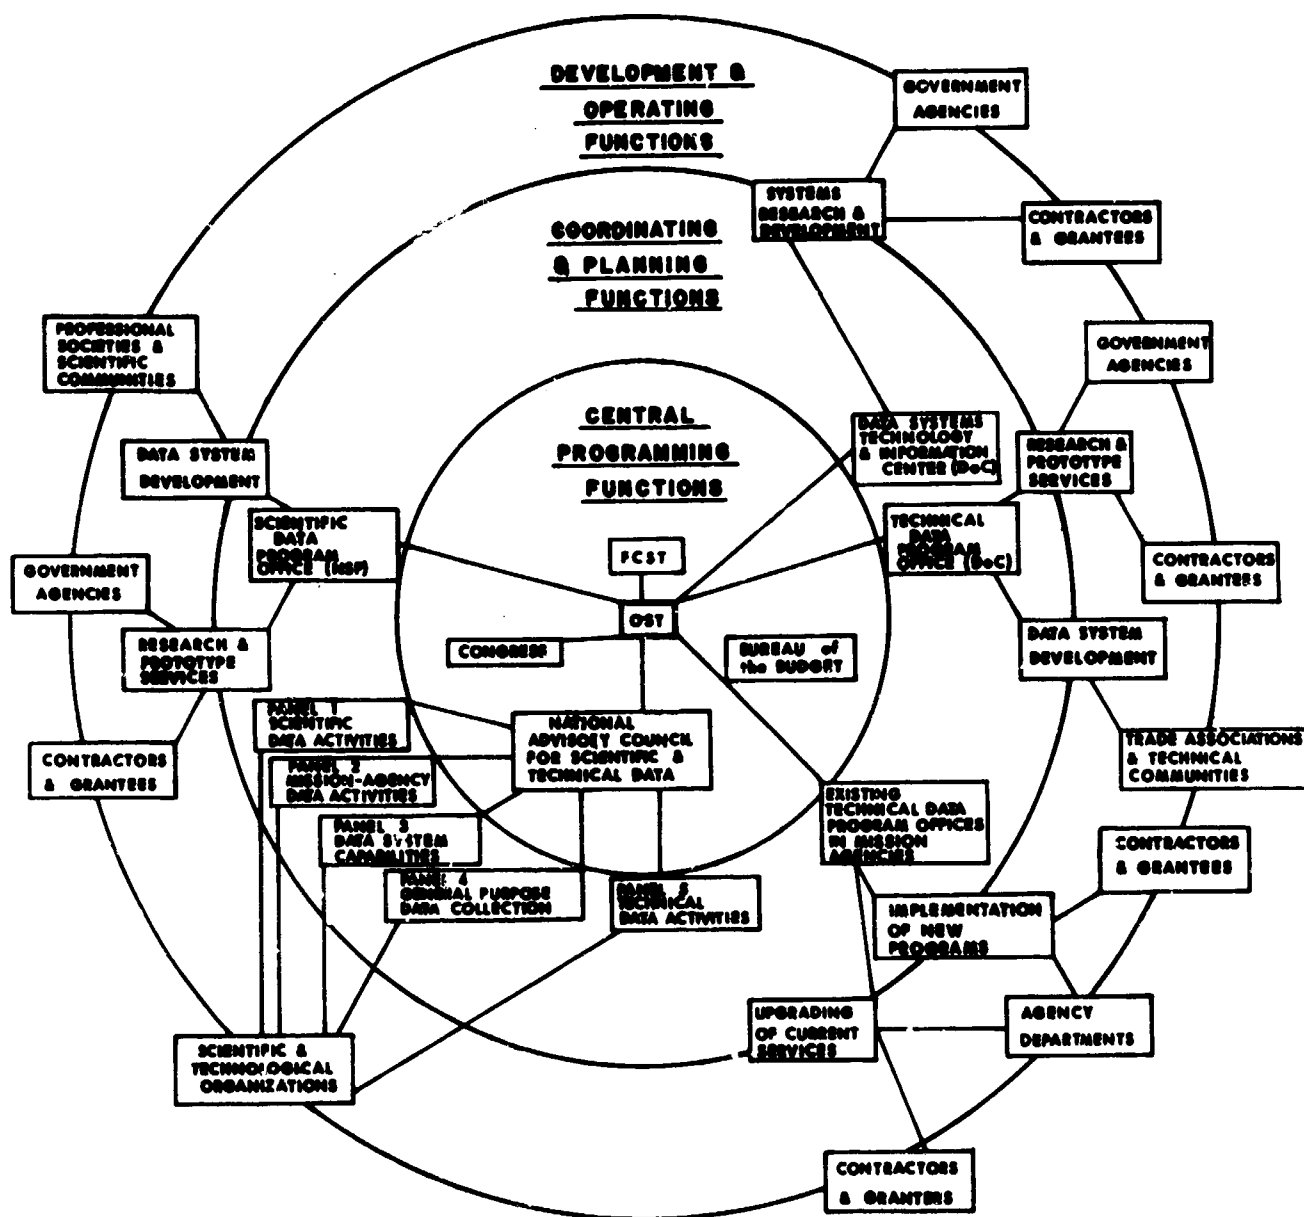 DEVELOPMENT &
OPERATING
FUNCTIONS
GOVERNMENT
AGENCIES
SYSTEMS
RESEARCH &
DEVELOPMENT
CONTRACTORS
& GRANTEES
COORDINATING
& PLANNING
FUNCTIONS
PROFESSIONAL
SOCIETIES &
SCIENTIFIC
COMMUNITIES
GOVERNMENT
AGENCIES
CENTRAL
PROGRAMMING
FUNCTIONS
DATA SYSTEMS
TECHNOLOGY
& INFORMATION
CENTER (DoC)
RESEARCH &
PROTOTYPE
SERVICES
DATA SYSTEM
DEVELOPMENT
SCIENTIFIC
DATA
PROGRAM
OFFICE (NSF)
TECHNICAL
DATA
PROGRAM
OFFICE (DoC)
FCST
GOVERNMENT
AGENCIES
CONTRACTORS
& GRANTEES
OST
RESEARCH &
PROTOTYPE
SERVICES
CONGRESS
BUREAU of
the BUDGET
DATA SYSTEM
DEVELOPMENT
PANEL 1
SCIENTIFIC
DATA ACTIVITIES
NATIONAL
ADVISORY COUNCIL
FOR SCIENTIFIC &
TECHNICAL DATA
CONTRACTORS
& GRANTEES
TRADE ASSOCIATIONS
& TECHNICAL
COMMUNITIES
PANEL 2
MISSION-AGENCY
DATA ACTIVITIES
EXISTING
TECHNICAL DATA
PROGRAM OFFICES
IN MISSION
AGENCIES
PANEL 3
DATA SYSTEM
CAPABILITIES
CONTRACTORS
& GRANTEES
PANEL 4
GENERAL PURPOSE
DATA COLLECTION
PANEL 5
TECHNICAL
DATA ACTIVITIES
IMPLEMENTATION
OF NEW
PROGRAMS
UPGRADING
OF CURRENT
SERVICES
AGENCY
DEPARTMENTS
SCIENTIFIC &
TECHNOLOGICAL
ORGANIZATIONS
CONTRACTORS
& GRANTERS